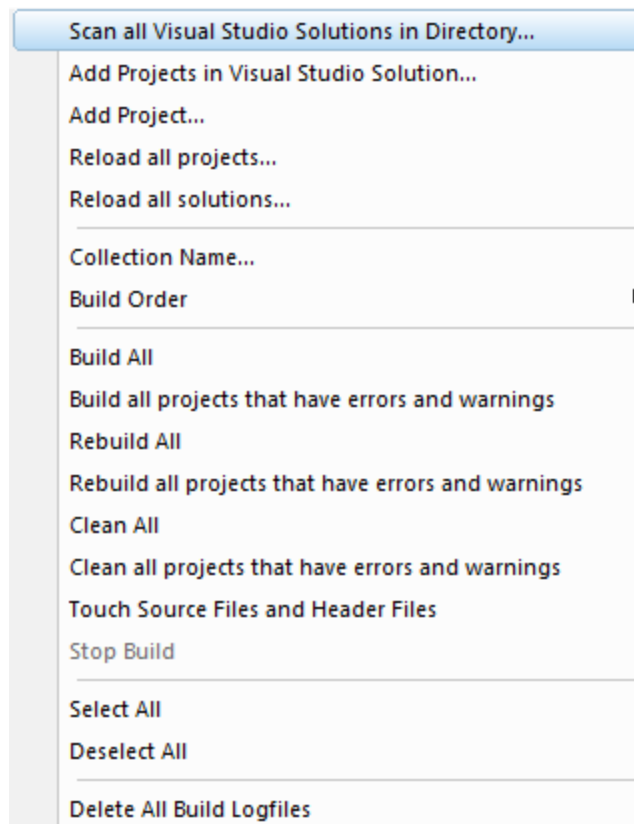 Scan all Visual Studio Solutions in Directory...
Add Projects in Visual Studio Solution...
Add Project...
Reload all projects...
Reload all solutions...
Collection Name...
Build Order
Build All
Build all projects that have errors and warnings
Rebuild All
Rebuild all projects that have errors and warnings
Clean All
Clean all projects that have errors and warnings
Touch Source Files and Header Files
Stop Build
Select All
Deselect All
Delete All Build Logfiles